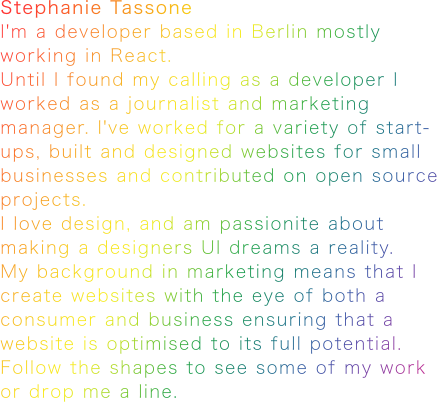 Stephanie Tassone
I'm a developer based in Berlin mostly
working in React.
Until I found my calling as a developer I
worked as a journalist and marketing
manager. I've worked for a variety of start-
ups, built and designed websites for small
businesses and contributed on open source
projects.
I love design, and am passionite about
making a designers UI dreams a reality.
My background in marketing means that I
create websites with the eye of both a
consumer and business ensuring that a
website is optimised to its full potential.
Follow the shapes to see some of my work
or drop me a line.